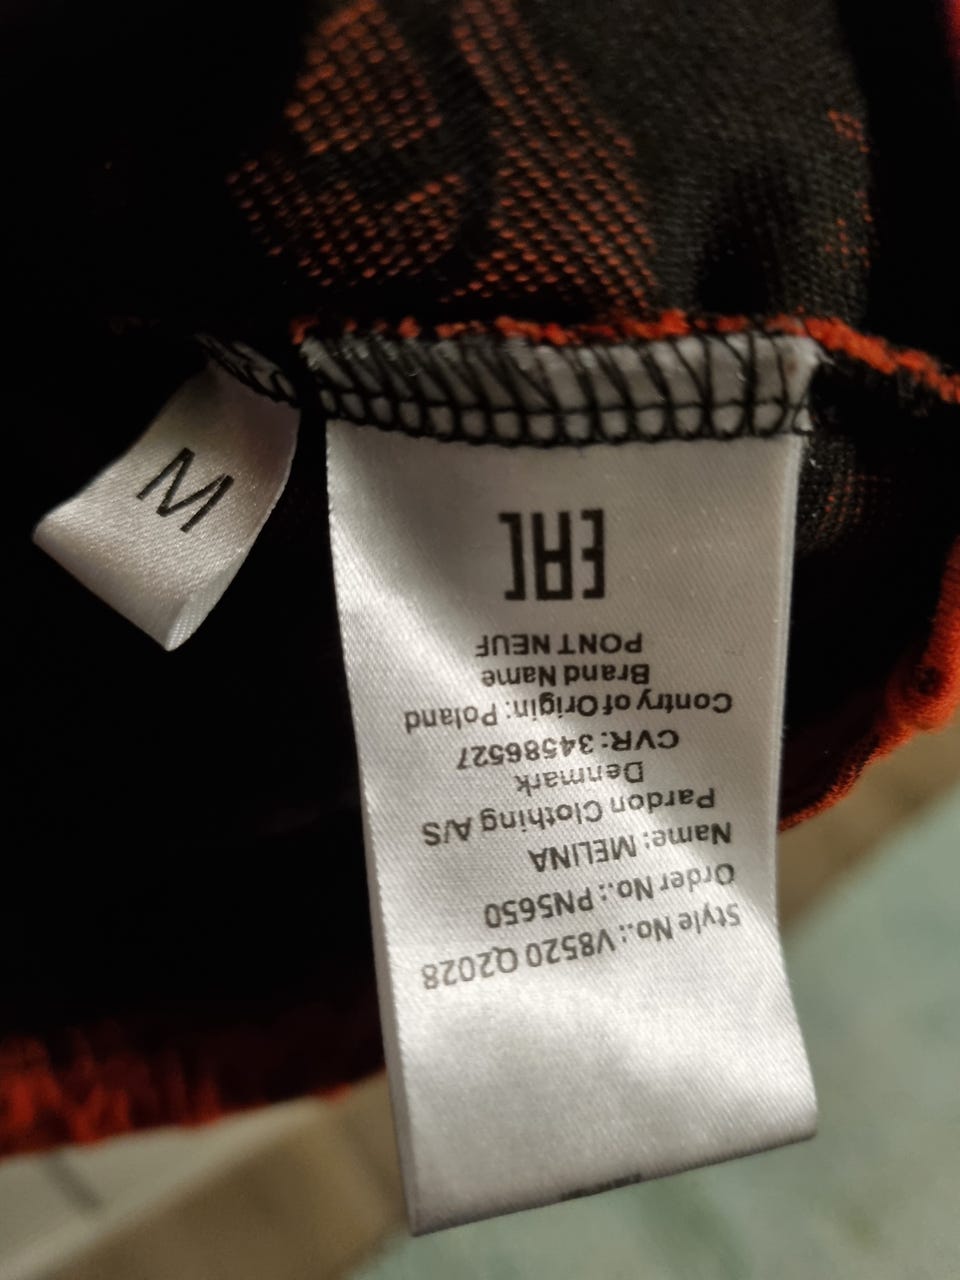 Style No.: V8520 Q2028
Order No.: PN5650
Name: MELINA
Pardon Clothing A/S
Denmark
CVR: 34586527
Contry of Origin: Poland
Brand Name
PONT NEUF
EAC
M